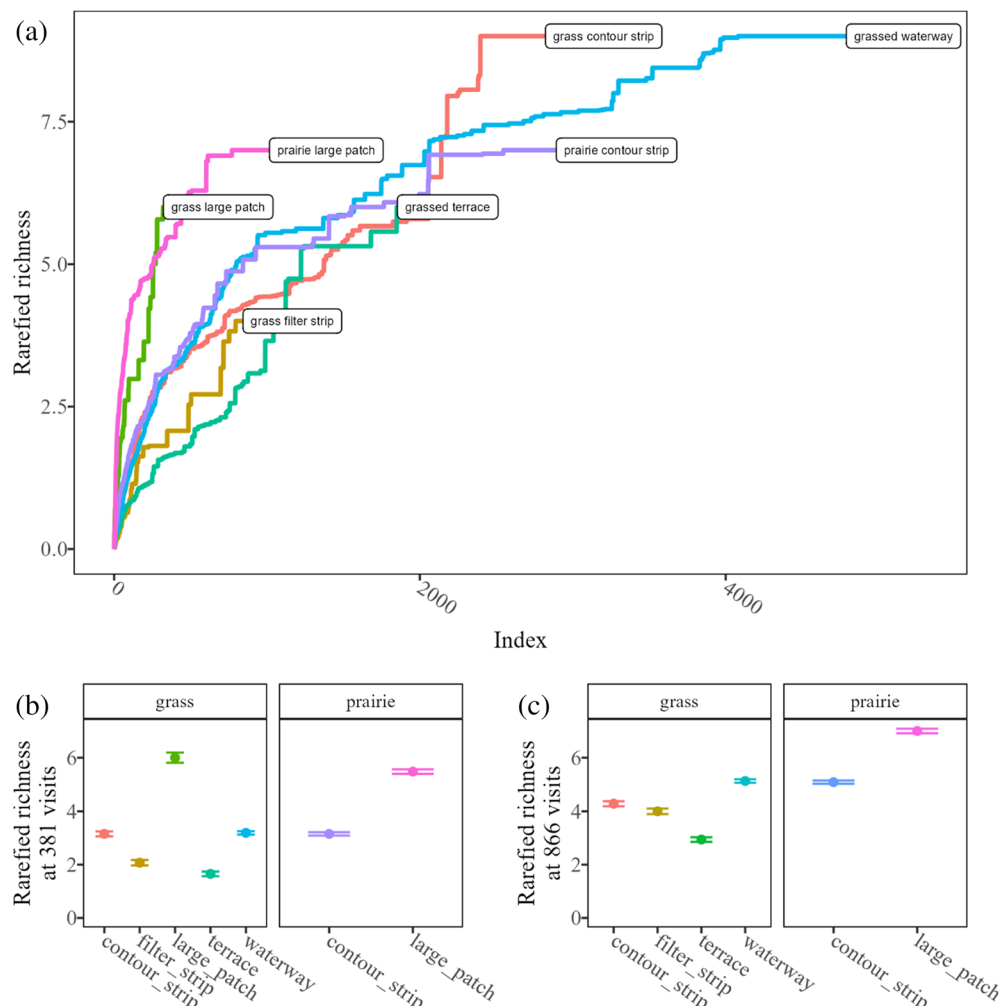 (a)
grass contour strip
grassed waterway
7.5
prairie large patch
prairie contour strip
grass large patch
grassed terrace
Rarefied richness
5.0
grass filter strip
2.5
0.0
0
2000
4000
Index
(b)
grass
prairie
Rarefied richness
at 381 visits
6
4
2
0
contour_strip
filter_strip
large_patch
terrace
waterway
contour_strip
large_patch
(c)
grass
prairie
Rarefied richness
at 866 visits
6
4
2
0
contour_strip
filter_strip
terrace
waterway
contour_strip
large_patch